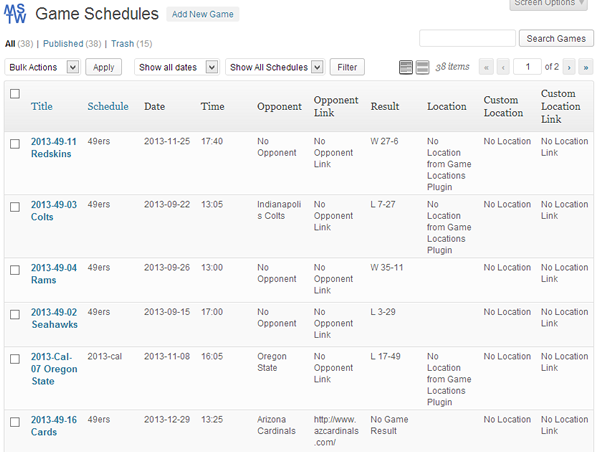 Screen Options
MS
TW
Game Schedules Add New Game
All (38) | Published (38) | Trash (15)
Search Games
Bulk Actions Apply Show all dates Show All Schedules Filter 38 items « ‹ 1 of 2 › »
Title Schedule Date Time Opponent Opponent Link Result Location Custom Location Custom Location Link
2013-49-11 49ers 2013-11-25 17:40 No W 27-6 No No Location No Location
Redskins Opponent Opponent Location Link
Link from Game
Locations
Plugin
2013-49-03 49ers 2013-09-22 13:05 Indianapoli No L 7-27 No No Location No Location
Colts s Colts Opponent Location Link
Link from Game
Locations
Plugin
2013-49-04 49ers 2013-09-26 13:00 No No W 35-11 No Location No Location
Rams Opponent Opponent Link
Link
2013-49-02 49ers 2013-09-15 17:00 No No L 3-29 No Location No Location
Seahawks Opponent Opponent Link
Link
2013-Cal- 2013-cal 2013-11-08 16:05 Oregon No L 17-49 No No Location No Location
07 Oregon State Opponent Location Link
State Link from Game
Locations
Plugin
2013-49-16 49ers 2013-12-29 13:25 Arizona http://www. No Game No Location No Location
Cards Cardinals azcardinals Result Link
.com/